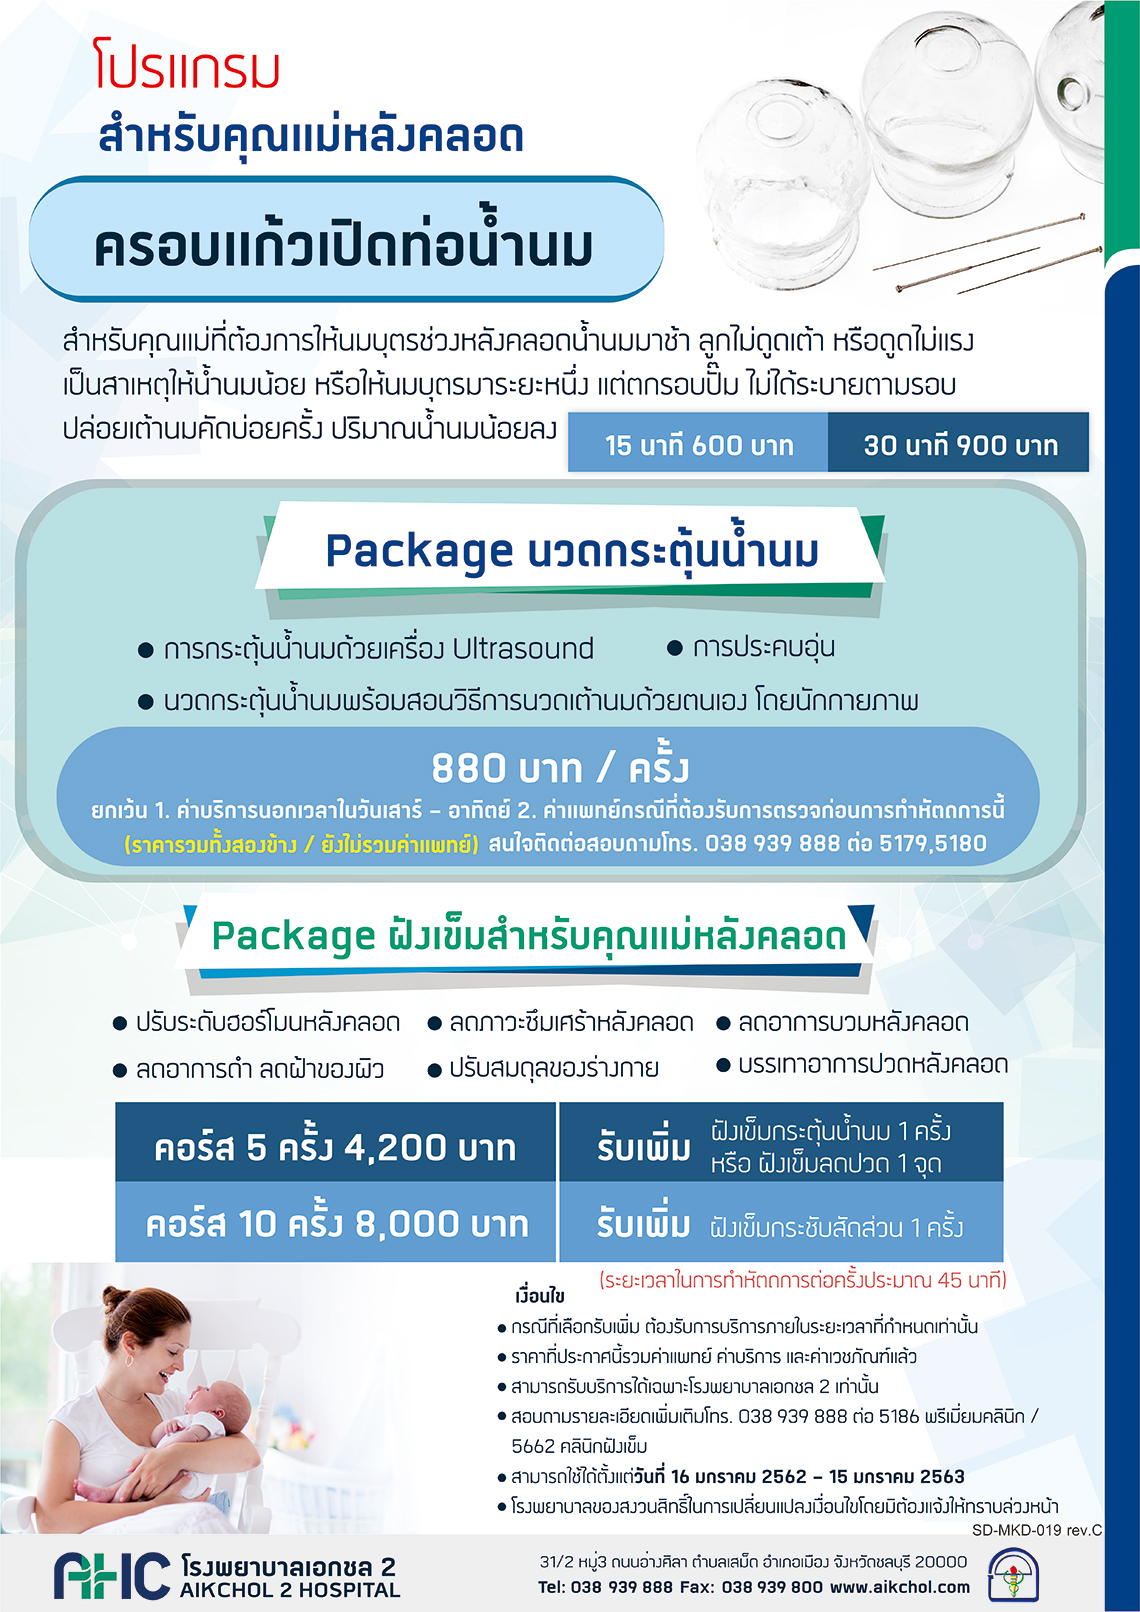 โปรแกรม
สำหรับคุณแม่หลังคลอด
ครอบแก้วเปิดท่อน้ำนม
สำหรับคุณแม่ที่ต้องการให้นมบุตรช่วงหลังคลอดน้ำนมมาช้า ลูกไม่ดูดเต้า หรือดูดไม่แรง
เป็นสาเหตุให้น้ำนมน้อย หรือให้นมบุตรมาระยะหนึ่ง แต่ตกรอบปั๊ม ไม่ได้ระบายตามรอบ
ปล่อยเต้านมคัดบ่อยครั้ง ปริมาณน้ำนมน้อยลง
15 นาที 600 บาท
30 นาที 900 บาท
Package นวดกระตุ้นน้ำนม
● การกระตุ้นน้ำนมด้วยเครื่อง Ultrasound ● การประคบอุ่น
● นวดกระตุ้นน้ำนมพร้อมสอนวิธีการนวดเต้านมด้วยตนเอง โดยนักกายภาพ
880 บาท / ครั้ง
ยกเว้น 1. ค่าบริการนอกเวลาในวันเสาร์ – อาทิตย์ 2. ค่าแพทย์กรณีที่ต้องรับการตรวจก่อนการทำหัตถการนี้
(ราคารวมทั้งสองข้าง / ยังไม่รวมค่าแพทย์) สนใจติดต่อสอบถามโทร. 038 939 888 ต่อ 5179,5180
Package ฝังเข็มสำหรับคุณแม่หลังคลอด
● ปรับระดับฮอร์โมนหลังคลอด ● ลดภาวะซึมเศร้าหลังคลอด ● ลดอาการบวมหลังคลอด
● ลดอาการดำ ลดฝ้าของผิว ● ปรับสมดุลของร่างกาย ● บรรเทาอาการปวดหลังคลอด
คอร์ส 5 ครั้ง 4,200 บาท
รับเพิ่ม
ฝังเข็มกระตุ้นน้ำนม 1 ครั้ง
หรือ ฝังเข็มลดปวด 1 จุด
คอร์ส 10 ครั้ง 8,000 บาท
รับเพิ่ม ฝังเข็มกระชับสัดส่วน 1 ครั้ง
(ระยะเวลาในการทำหัตถการต่อครั้งประมาณ 45 นาที)
เงื่อนไข
● กรณีที่เลือกรับเพิ่ม ต้องรับการบริการภายในระยะเวลาที่กำหนดเท่านั้น
● ราคาที่ประกาศนี้รวมค่าแพทย์ ค่าบริการ และค่าเวชภัณฑ์แล้ว
● สามารถรับบริการได้เฉพาะโรงพยาบาลเอกชล 2 เท่านั้น
● สอบถามรายละเอียดเพิ่มเติมโทร. 038 939 888 ต่อ 5186 พรีเมี่ยมคลินิก /
5662 คลินิกฝังเข็ม
● สามารถใช้ได้ตั้งแต่วันที่ 16 มกราคม 2562 – 15 มกราคม 2563
● โรงพยาบาลขอสงวนสิทธิ์ในการเปลี่ยนแปลงเงื่อนไขโดยมิต้องแจ้งให้ทราบล่วงหน้า
SD-MKD-019 rev.C
AHC
โรงพยาบาลเอกชล 2
AIKCHOL 2 HOSPITAL
31/2 หมู่3 ถนนอ่างศิลา ตำบลเสม็ด อำเภอเมือง จังหวัดชลบุรี 20000
Tel: 038 939 888 Fax: 038 939 800 www.aikchol.com